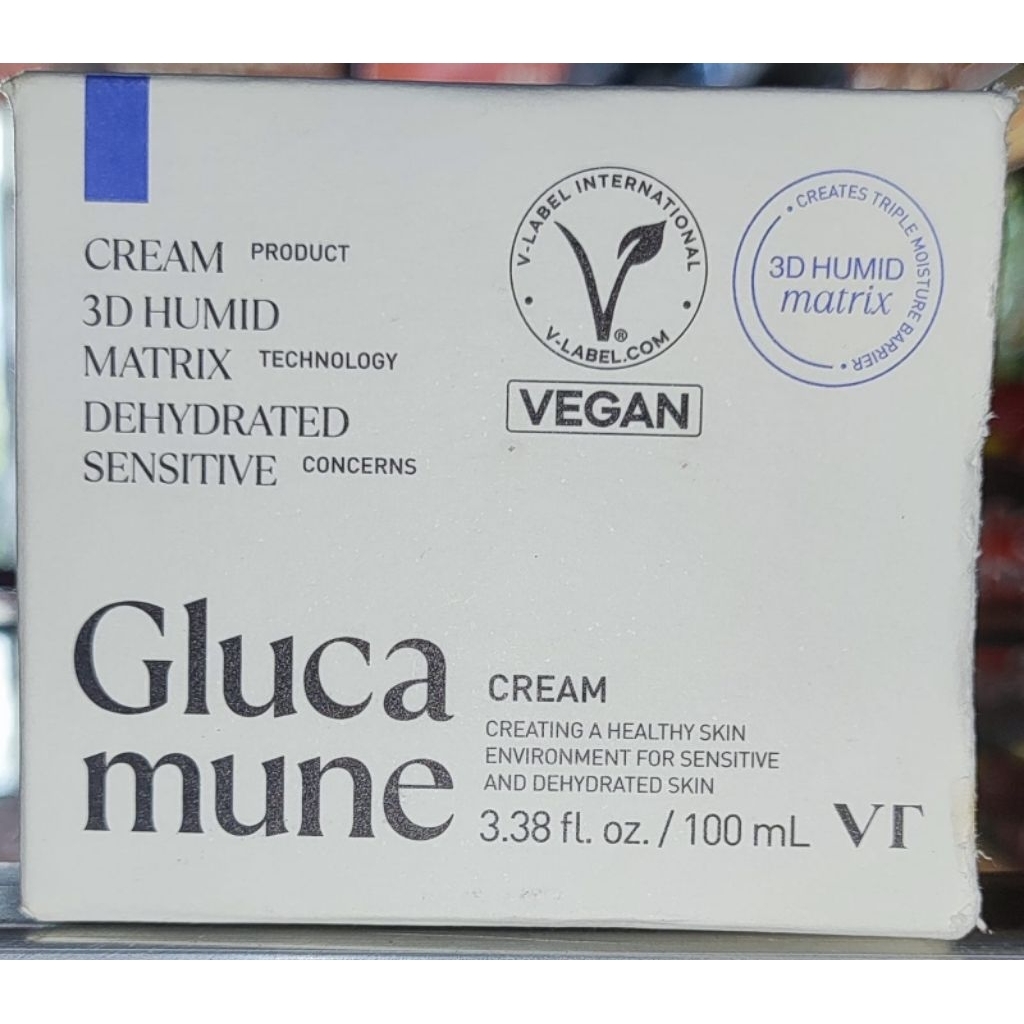 CREAM PRODUCT
3D HUMID
MATRIX TECHNOLOGY
DEHYDRATED
SENSITIVE CONCERNS
V-LABEL INTERNATIONAL
®
• V-LABEL.COM •
VEGAN
• CREATES TRIPLE MOISTURE BARRIER •
3D HUMID
matrix
Gluca
mune
CREAM
CREATING A HEALTHY SKIN
ENVIRONMENT FOR SENSITIVE
AND DEHYDRATED SKIN
3.38 fl. oz. / 100 mL
VT